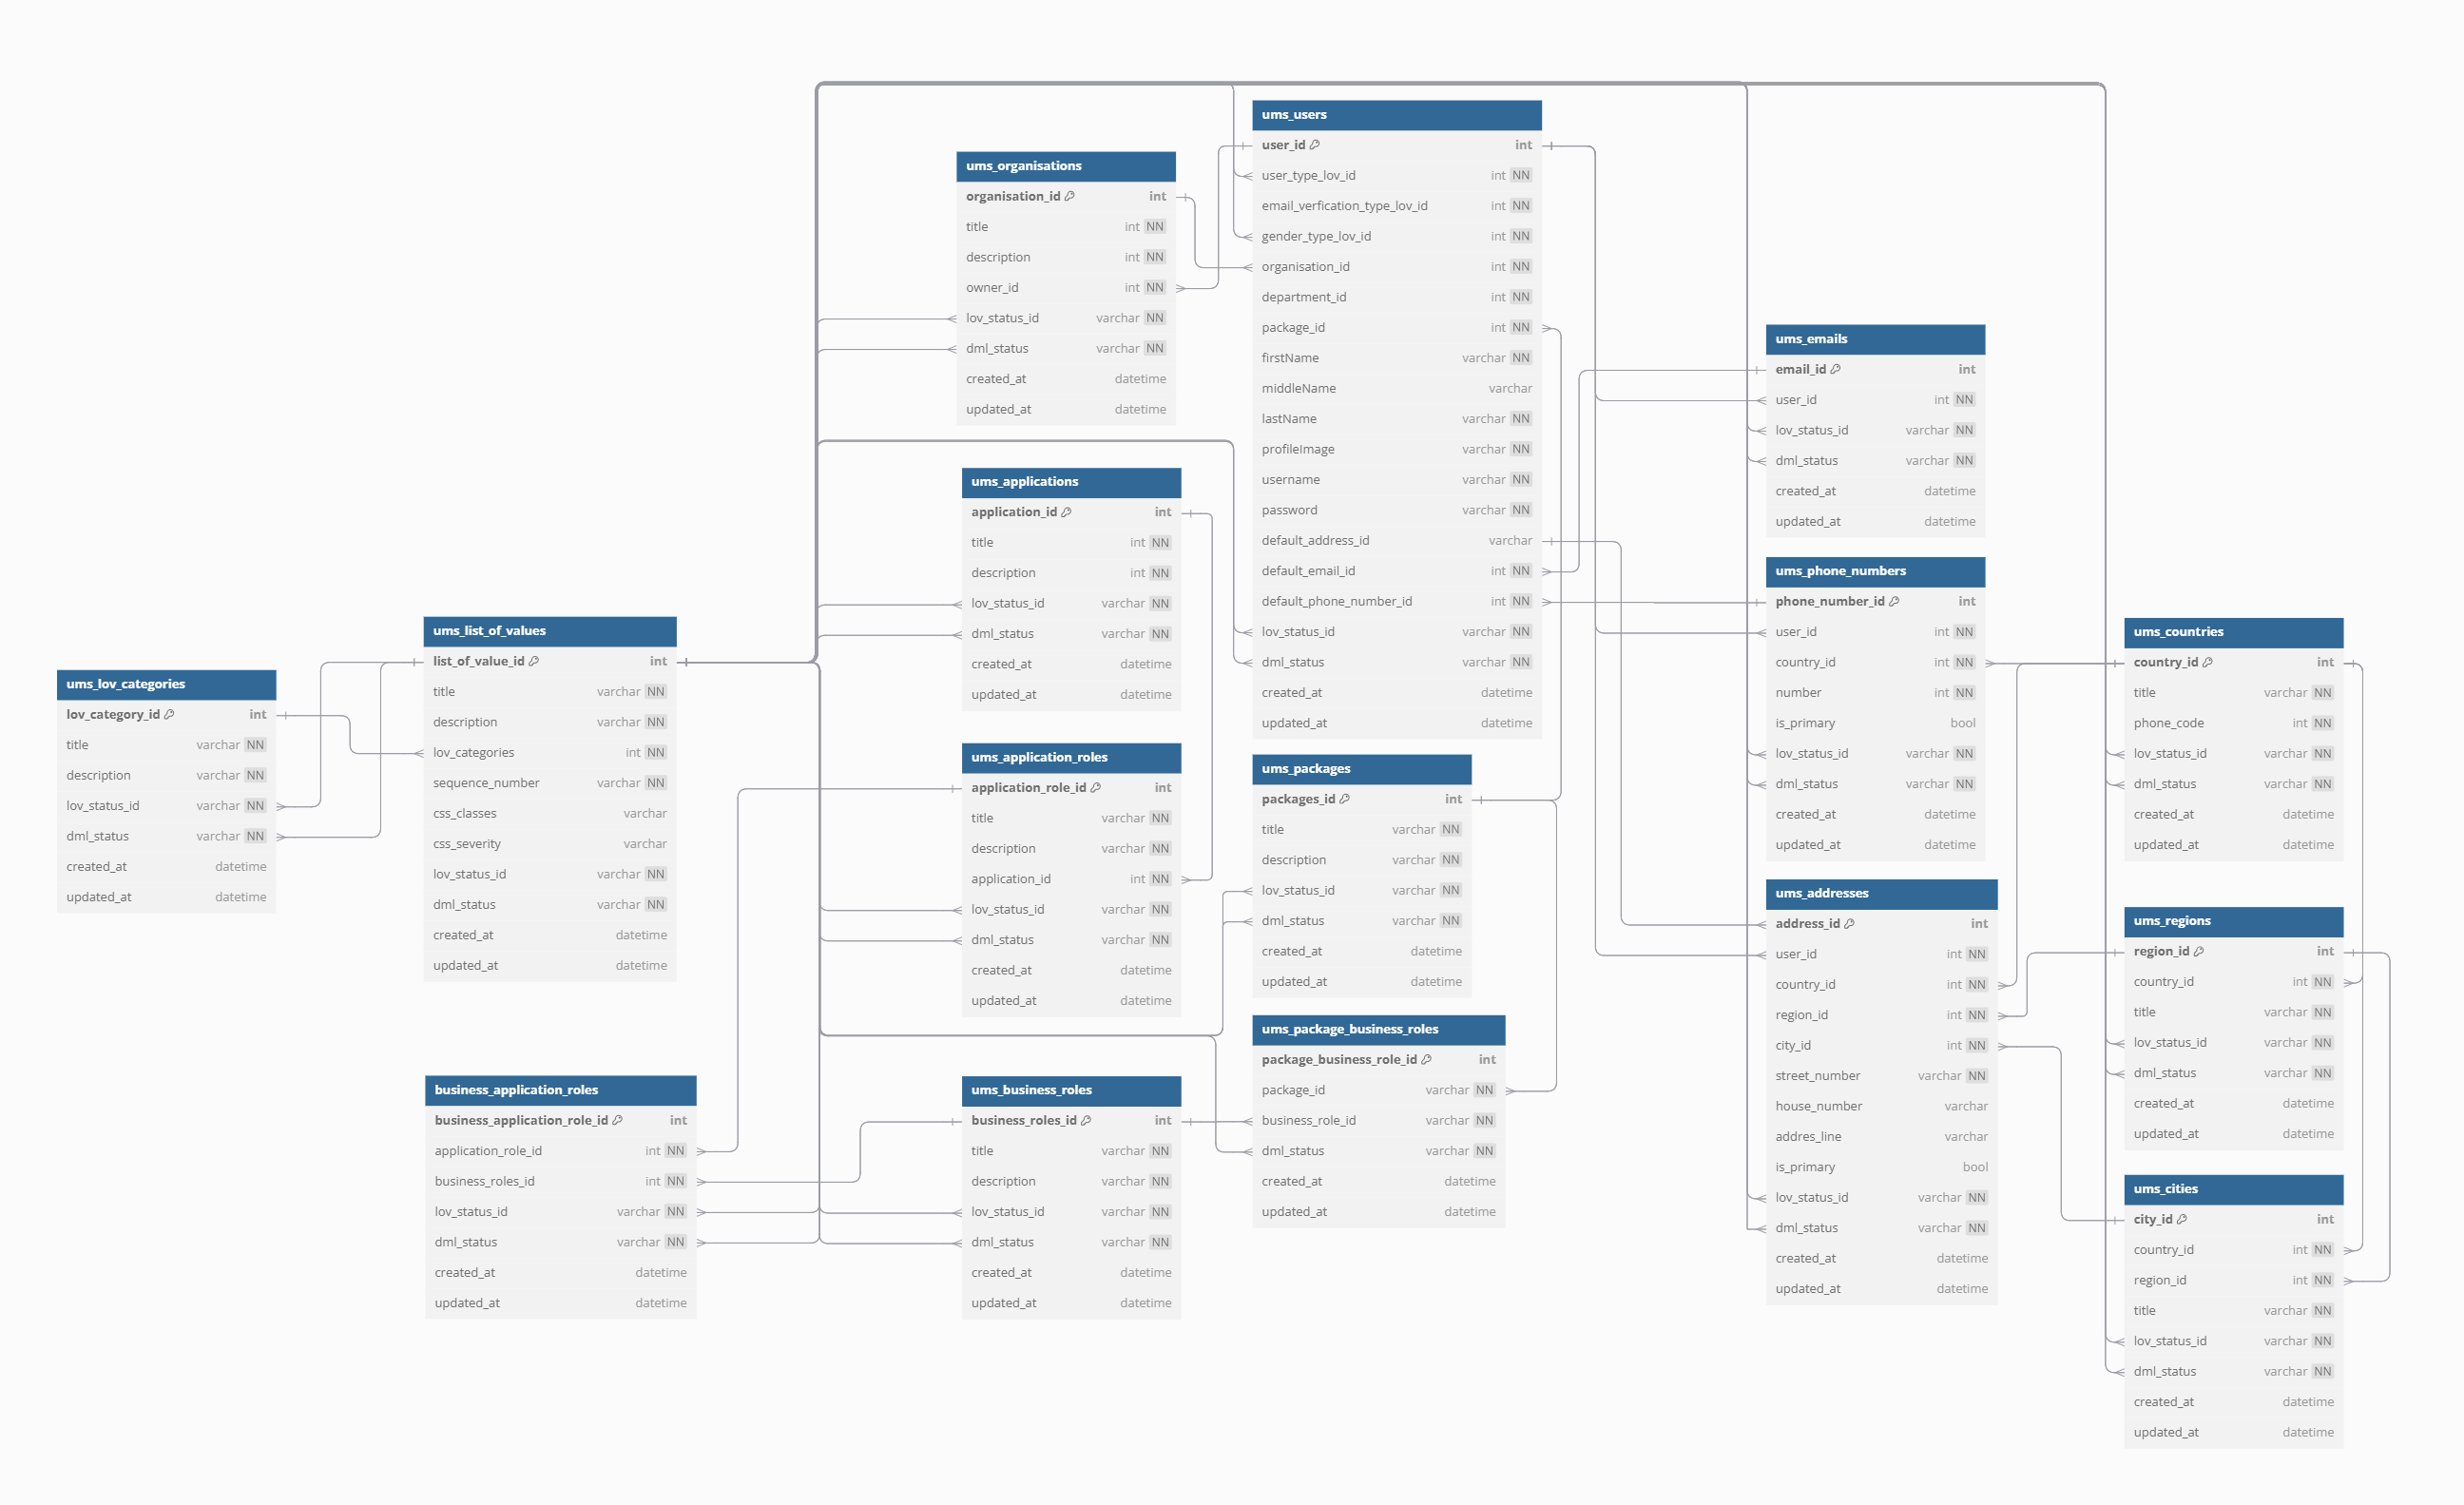 ums_users
user_id int
user_type_lov_id int NN
email_verfication_type_lov_id int NN
gender_type_lov_id int NN
organisation_id int NN
department_id int NN
package_id int NN
firstName varchar NN
middleName varchar
lastName varchar NN
profileImage varchar NN
username varchar NN
password varchar NN
default_address_id varchar
default_email_id int NN
default_phone_number_id int NN
lov_status_id varchar NN
dml_status varchar NN
created_at datetime
updated_at datetime
ums_organisations
organisation_id int
title int NN
description int NN
owner_id int NN
lov_status_id varchar NN
dml_status varchar NN
created_at datetime
updated_at datetime
ums_emails
email_id int
user_id int NN
lov_status_id varchar NN
dml_status varchar NN
created_at datetime
updated_at datetime
ums_applications
application_id int
title int NN
description int NN
lov_status_id varchar NN
dml_status varchar NN
created_at datetime
updated_at datetime
ums_phone_numbers
phone_number_id int
user_id int NN
country_id int NN
number int NN
is_primary bool
lov_status_id varchar NN
dml_status varchar NN
created_at datetime
updated_at datetime
ums_list_of_values
list_of_value_id int
title varchar NN
description varchar NN
lov_categories int NN
sequence_number varchar NN
css_classes varchar
css_severity varchar
lov_status_id varchar NN
dml_status varchar NN
created_at datetime
updated_at datetime
ums_countries
country_id int
title varchar NN
phone_code int NN
lov_status_id varchar NN
dml_status varchar NN
created_at datetime
updated_at datetime
ums_lov_categories
lov_category_id int
title varchar NN
description varchar NN
lov_status_id varchar NN
dml_status varchar NN
created_at datetime
updated_at datetime
ums_application_roles
application_role_id int
title varchar NN
description varchar NN
application_id int NN
lov_status_id varchar NN
dml_status varchar NN
created_at datetime
updated_at datetime
ums_packages
packages_id int
title varchar NN
description varchar NN
lov_status_id varchar NN
dml_status varchar NN
created_at datetime
updated_at datetime
ums_addresses
address_id int
user_id int NN
country_id int NN
region_id int NN
city_id int NN
street_number varchar NN
house_number varchar
addres_line varchar
is_primary bool
lov_status_id varchar NN
dml_status varchar NN
created_at datetime
updated_at datetime
ums_regions
region_id int
country_id int NN
title varchar NN
lov_status_id varchar NN
dml_status varchar NN
created_at datetime
updated_at datetime
ums_package_business_roles
package_business_role_id int
package_id varchar NN
business_role_id varchar NN
dml_status varchar NN
created_at datetime
updated_at datetime
business_application_roles
business_application_role_id int
application_role_id int NN
business_roles_id int NN
lov_status_id varchar NN
dml_status varchar NN
created_at datetime
updated_at datetime
ums_business_roles
business_roles_id int
title varchar NN
description varchar NN
lov_status_id varchar NN
dml_status varchar NN
created_at datetime
updated_at datetime
ums_cities
city_id int
country_id int NN
region_id int NN
title varchar NN
lov_status_id varchar NN
dml_status varchar NN
created_at datetime
updated_at datetime